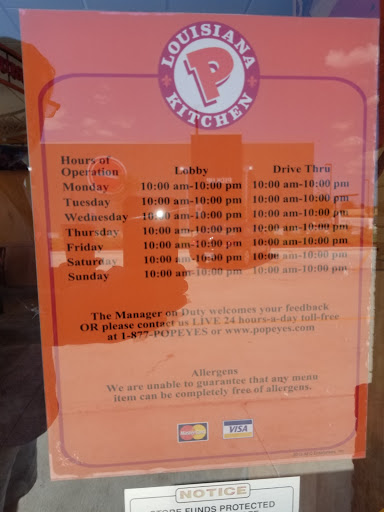 LOUISIANA
P
KITCHEN
Hours of
Operation Lobby Drive Thru
Monday 10:00 am-10:00 pm 10:00 am-10:00 pm
Tuesday 10:00 am-10:00 pm 10:00 am-10:00 pm
Wednesday 10:00 am-10:00 pm 10:00 am-10:00 pm
Thursday 10:00 am-10:00 pm 10:00 am-10:00 pm
Friday 10:00 am-10:00 pm 10:00 am-10:00 pm
Saturday 10:00 am-10:00 pm 10:00 am-10:00 pm
Sunday 10:00 am-10:00 pm 10:00 am-10:00 pm
The Manager on Duty welcomes your feedback
OR please contact us LIVE 24 hours-a-day toll-free
at 1-877-POPEYES or www.popeyes.com
Allergens
We are unable to guarantee that any menu
item can be completely free of allergens.
MasterCard VISA
NOTICE
STORE FUNDS PROTECTED